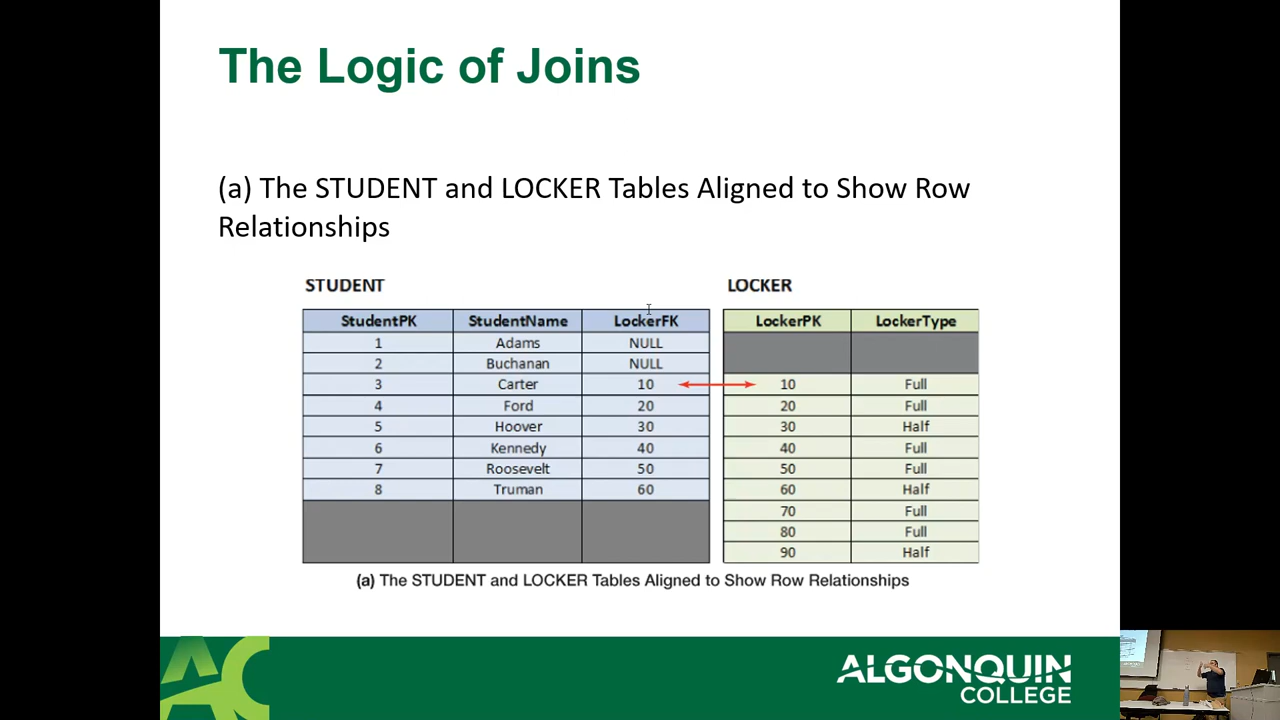 The Logic of Joins
(a) The STUDENT and LOCKER Tables Aligned to Show Row
Relationships
STUDENT
StudentPK StudentName LockerFK
1 Adams NULL
2 Buchanan NULL
3 Carter 10
4 Ford 20
5 Hoover 30
6 Kennedy 40
7 Roosevelt 50
8 Truman 60
LOCKER
LockerPK LockerType
10 Full
20 Full
30 Half
40 Full
50 Full
60 Half
70 Full
80 Full
90 Half
(a) The STUDENT and LOCKER Tables Aligned to Show Row Relationships
AC
ALGONQUIN
COLLEGE